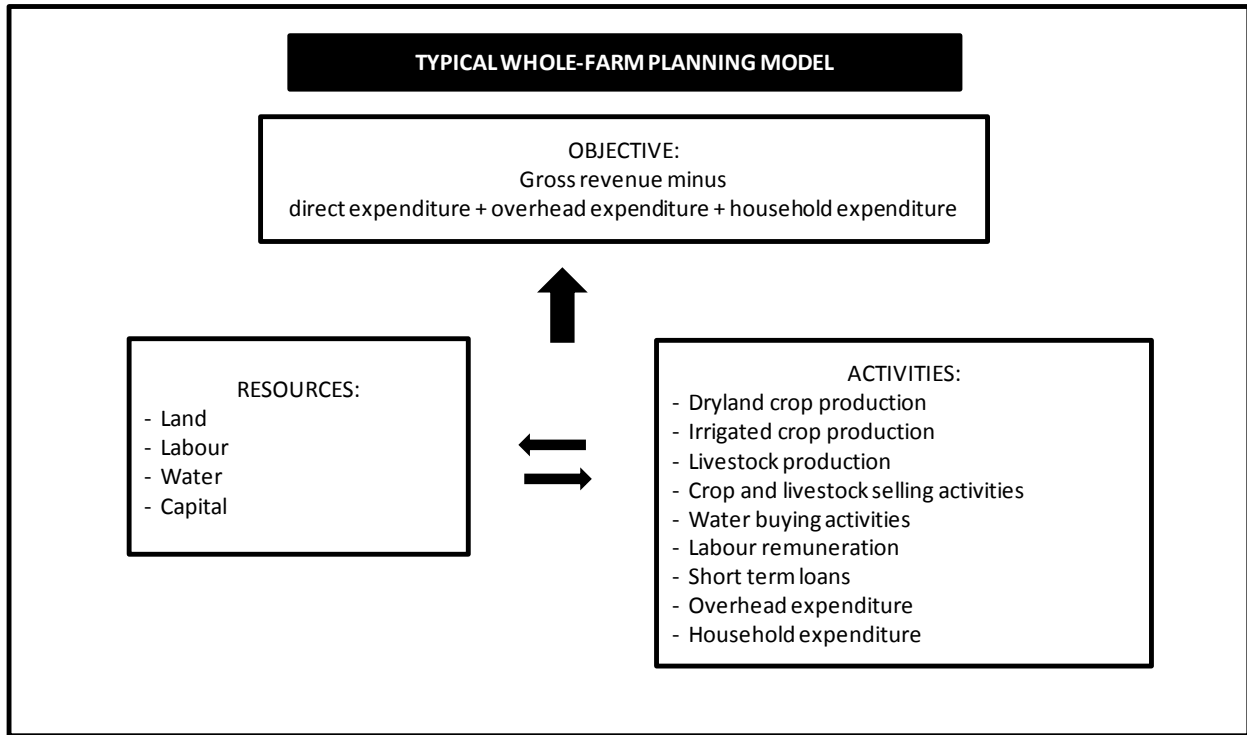 TYPICAL WHOLE-FARM PLANNING MODEL
OBJECTIVE:
Gross revenue minus
direct expenditure + overhead expenditure + household expenditure
RESOURCES:
- Land
- Labour
- Water
- Capital
ACTIVITIES:
- Dryland crop production
- Irrigated crop production
- Livestock production
- Crop and livestock selling activities
- Water buying activities
- Labour remuneration
- Short term loans
- Overhead expenditure
- Household expenditure